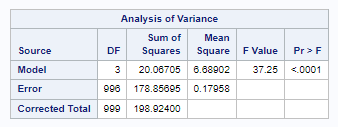 Analysis of Variance
Source DF Sum of Squares Mean Square F Value Pr > F
Model 3 20.06705 6.68902 37.25 <.0001
Error 996 178.85695 0.17958
Corrected Total 999 198.92400